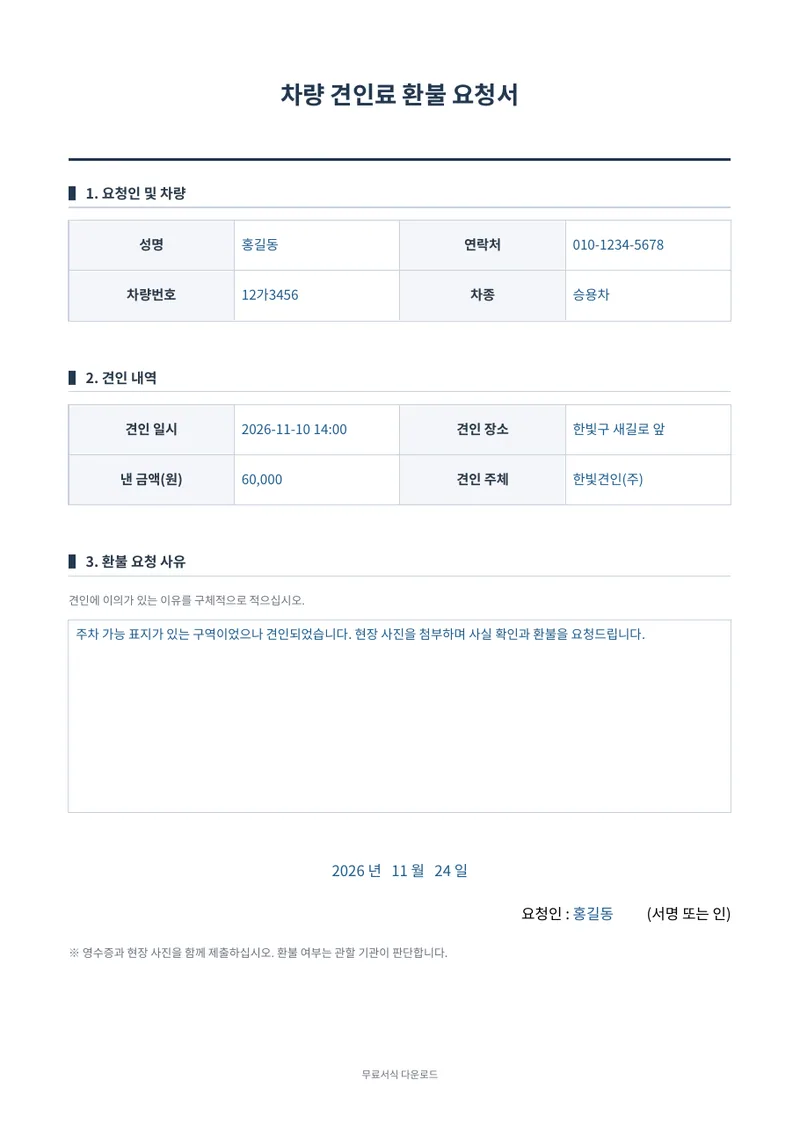 차량 견인료 환불 요청서
1. 요청인 및 차량
성명 홍길동 연락처 010-1234-5678
차량번호 12가3456 차종 승용차
2. 견인 내역
견인 일시 2026-11-10 14:00 견인 장소 한빛구 새길로 앞
낸 금액(원) 60,000 견인 주체 한빛견인(주)
3. 환불 요청 사유
견인에 이의가 있는 이유를 구체적으로 적으십시오.
주차 가능 표지가 있는 구역이었으나 견인되었습니다. 현장 사진을 첨부하며 사실 확인과 환불을 요청드립니다.
2026 년 11 월 24 일
요청인 : 홍길동 (서명 또는 인)
※ 영수증과 현장 사진을 함께 제출하십시오. 환불 여부는 관할 기관이 판단합니다.
무료서식 다운로드